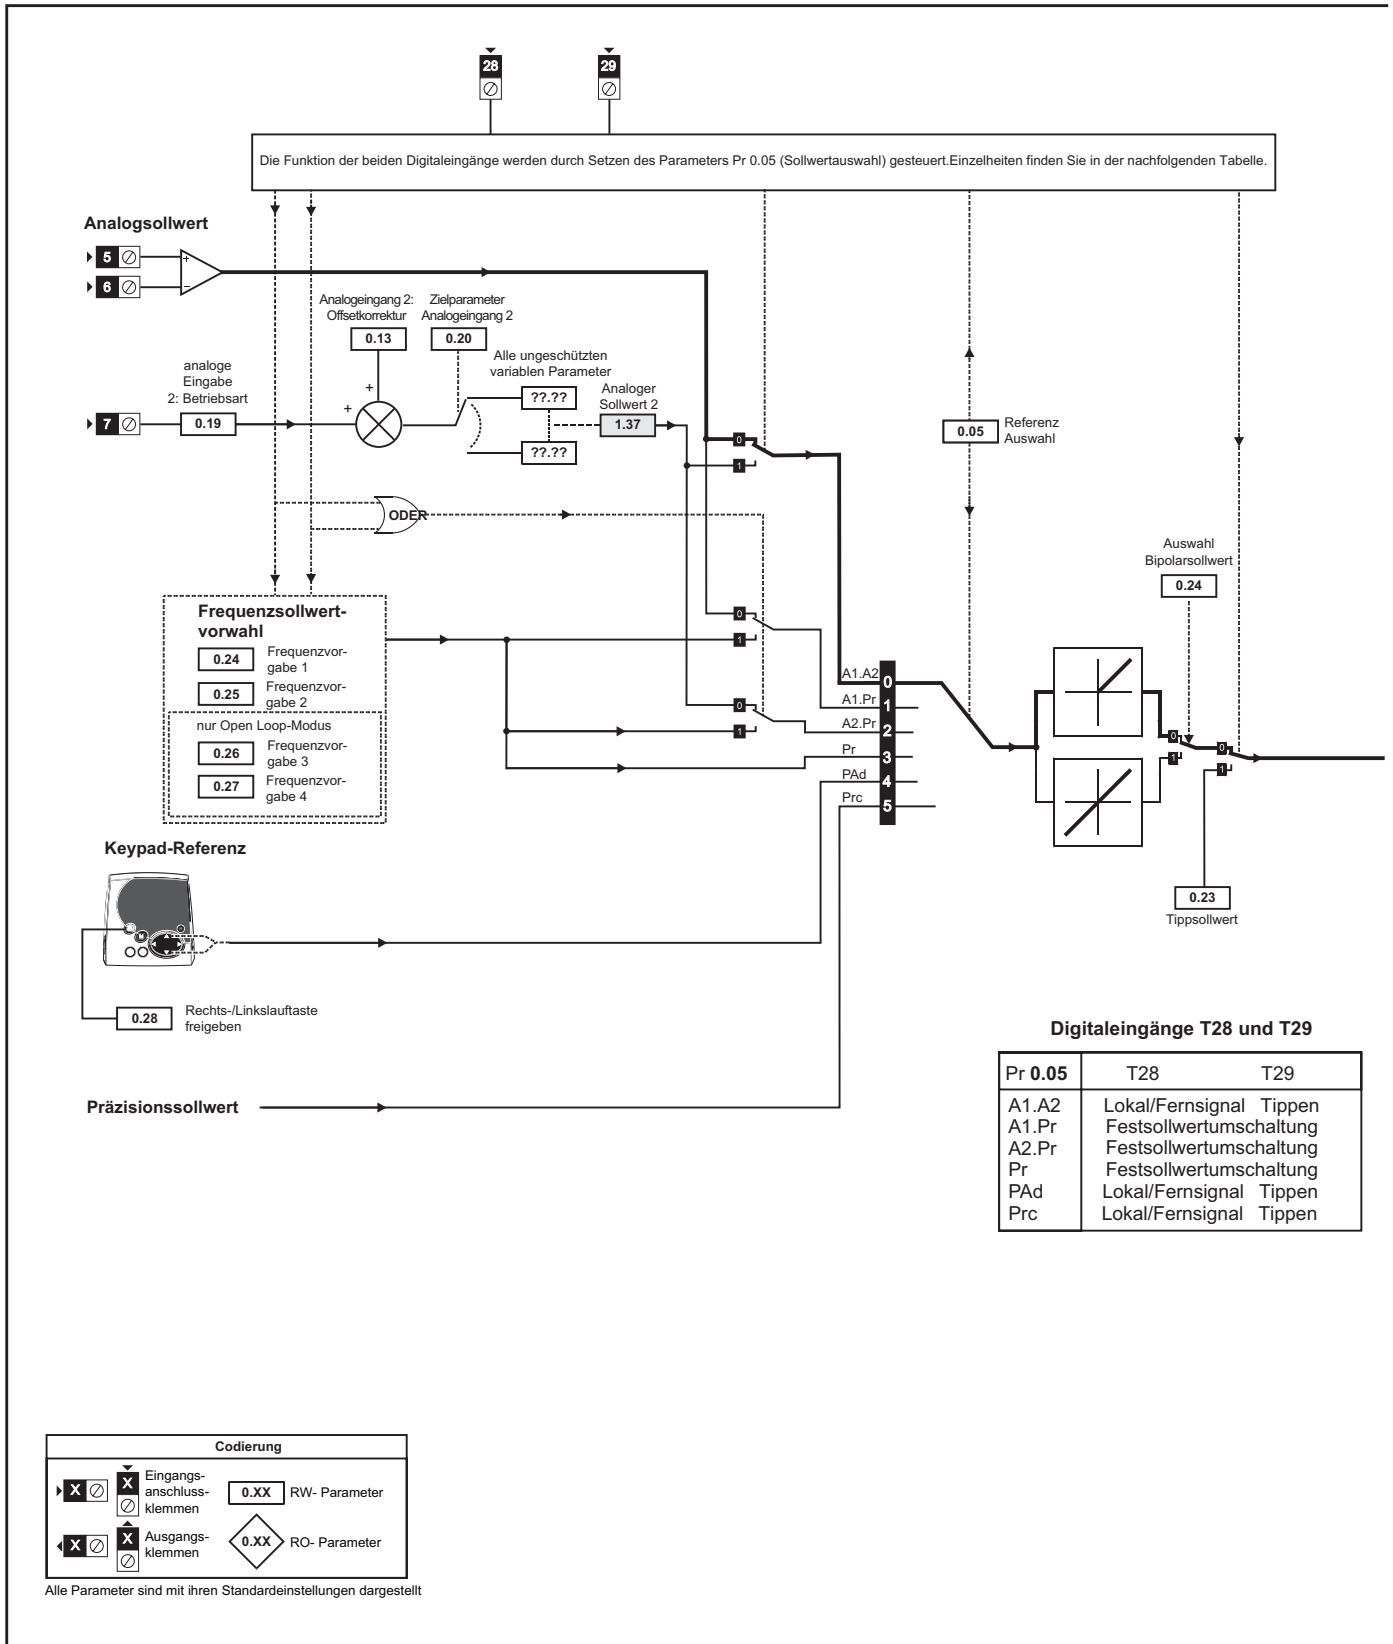 28
29
Die Funktion der beiden Digitaleingänge werden durch Setzen des Parameters Pr 0.05 (Sollwertauswahl) gesteuert.Einzelheiten finden Sie in der nachfolgenden Tabelle.
Analogsollwert
5
+
6
−
Analogeingang 2:
Offsetkorrektur
0.13
Zielparameter
Analogeingang 2
0.20
Alle ungeschützten
variablen Parameter
??.??
??.??
analoge
Eingabe
2: Betriebsart
7
0.19
+
+
Analoger
Sollwert 2
1.37
0
1
0.05
Referenz
Auswahl
ODER
Auswahl
Bipolarsollwert
0.24
Frequenzsollwert-
vorwahl
0.24
Frequenzvor-
gabe 1
0.25
Frequenzvor-
gabe 2
nur Open Loop-Modus
0.26
Frequenzvor-
gabe 3
0.27
Frequenzvor-
gabe 4
0
1
0
1
A1.A2
0
A1.Pr
1
A2.Pr
2
Pr
3
PAd
4
Prc
5
0
1
0
1
0.23
Tippsollwert
Keypad-Referenz
0.28
Rechts-/Linkslauftaste
freigeben
Präzisionssollwert
Digitaleingänge T28 und T29
Pr 0.05 T28 T29
A1.A2 Lokal/Fernsignal Tippen
A1.Pr Festsollwertumschaltung
A2.Pr Festsollwertumschaltung
Pr Festsollwertumschaltung
PAd Lokal/Fernsignal Tippen
Prc Lokal/Fernsignal Tippen
Codierung
X
X
Eingangs-
anschluss-
klemmen
0.XX
RW- Parameter
X
X
Ausgangs-
klemmen
0.XX
RO- Parameter
Alle Parameter sind mit ihren Standardeinstellungen dargestellt